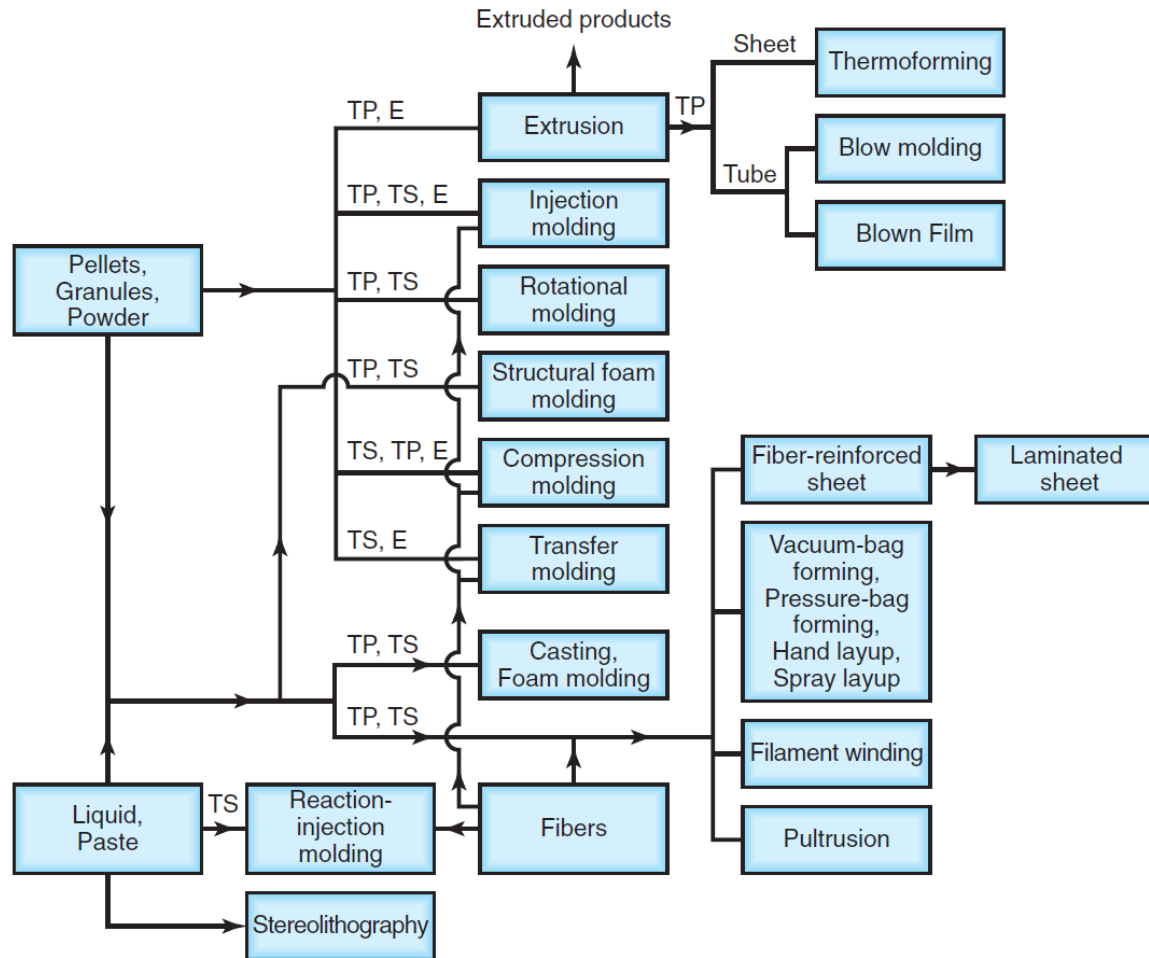 Extruded products
Sheet
Thermoforming
TP, E
Extrusion
TP
Blow molding
Tube
Blown Film
TP, TS, E
Injection
molding
Pellets,
Granules,
Powder
TP, TS
Rotational
molding
TP, TS
Structural foam
molding
TS, TP, E
Compression
molding
Fiber-reinforced
sheet
Laminated
sheet
TS, E
Transfer
molding
Vacuum-bag
forming,
Pressure-bag
forming,
Hand layup,
Spray layup
TP, TS
Casting,
Foam molding
TP, TS
Filament winding
Liquid,
Paste
TS
Reaction-
injection
molding
Fibers
Pultrusion
Stereolithography